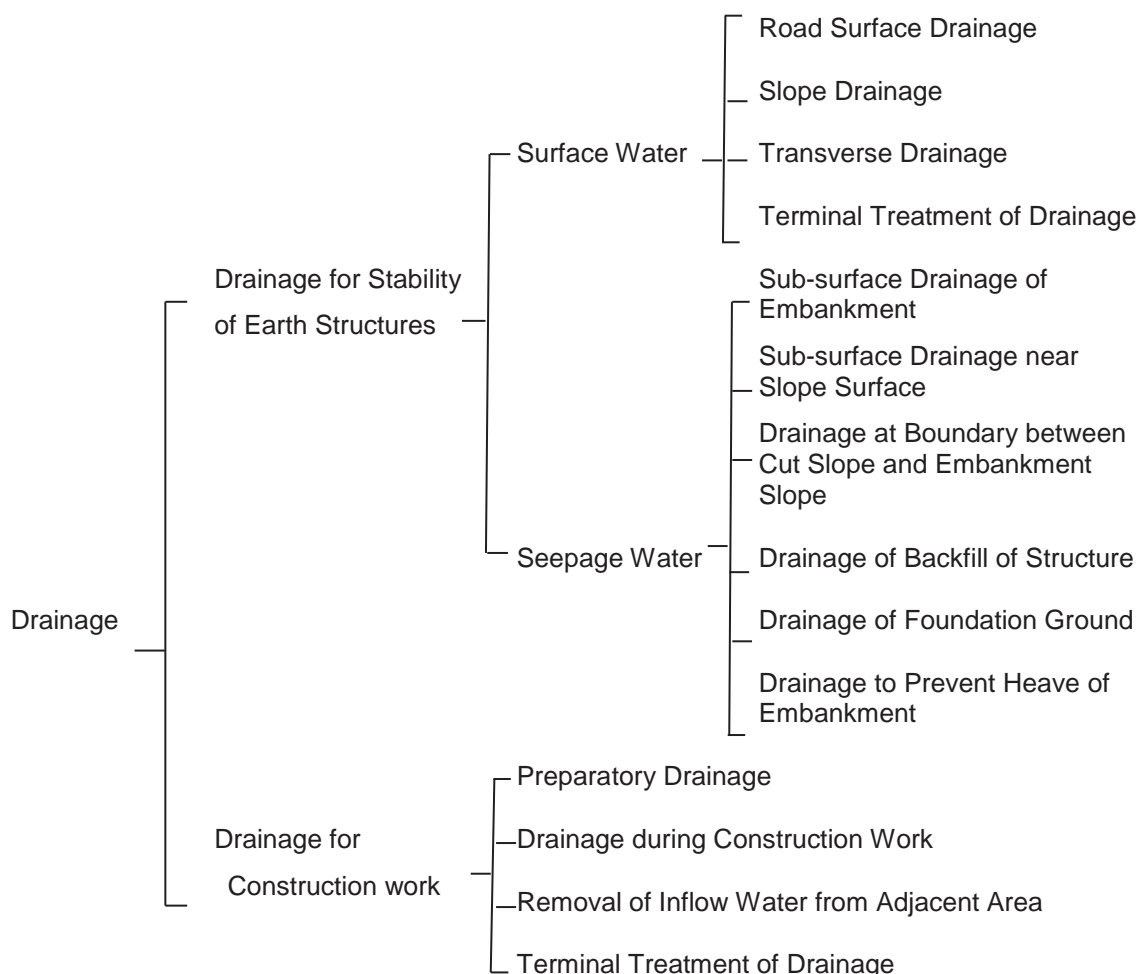 Road Surface Drainage
Slope Drainage
Surface Water
Transverse Drainage
Terminal Treatment of Drainage
Drainage for Stability
of Earth Structures
Sub-surface Drainage of
Embankment
Sub-surface Drainage near
Slope Surface
Drainage at Boundary between
Cut Slope and Embankment
Slope
Seepage Water
Drainage of Backfill of Structure
Drainage
Drainage of Foundation Ground
Drainage to Prevent Heave of
Embankment
Preparatory Drainage
Drainage for
Construction work
Drainage during Construction Work
Removal of Inflow Water from Adjacent Area
Terminal Treatment of Drainage